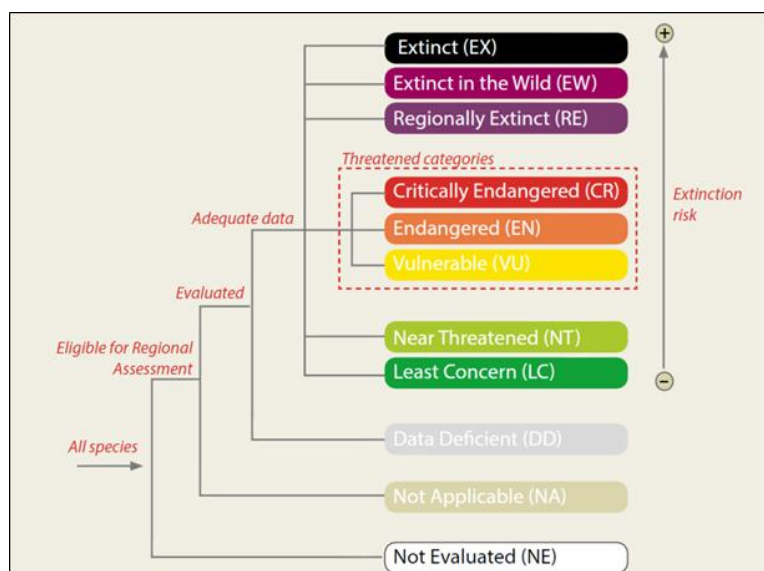 Extinct (EX)
+
Extinct in the Wild (EW)
Regionally Extinct (RE)
Threatened categories
Critically Endangered (CR)
Extinction
risk
Adequate data
Endangered (EN)
Vulnerable (VU)
Evaluated
Near Threatened (NT)
Eligible for Regional
Assessment
Least Concern (LC)
−
Data Deficient (DD)
All species
Not Applicable (NA)
Not Evaluated (NE)